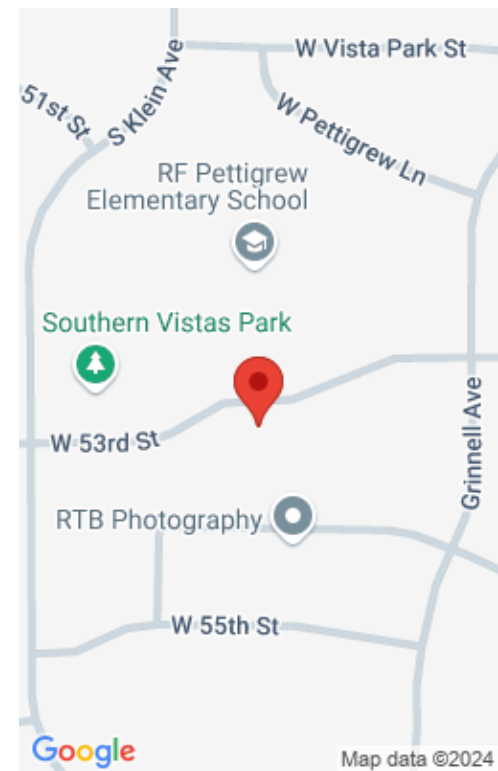 W Vista Park St
S Klein Ave
51st St
W Pettigrew Ln
RF Pettigrew
Elementary School
Southern Vistas Park
W 53rd St
Grinnell Ave
RTB Photography
W 55th St
Google
Map data ©2024